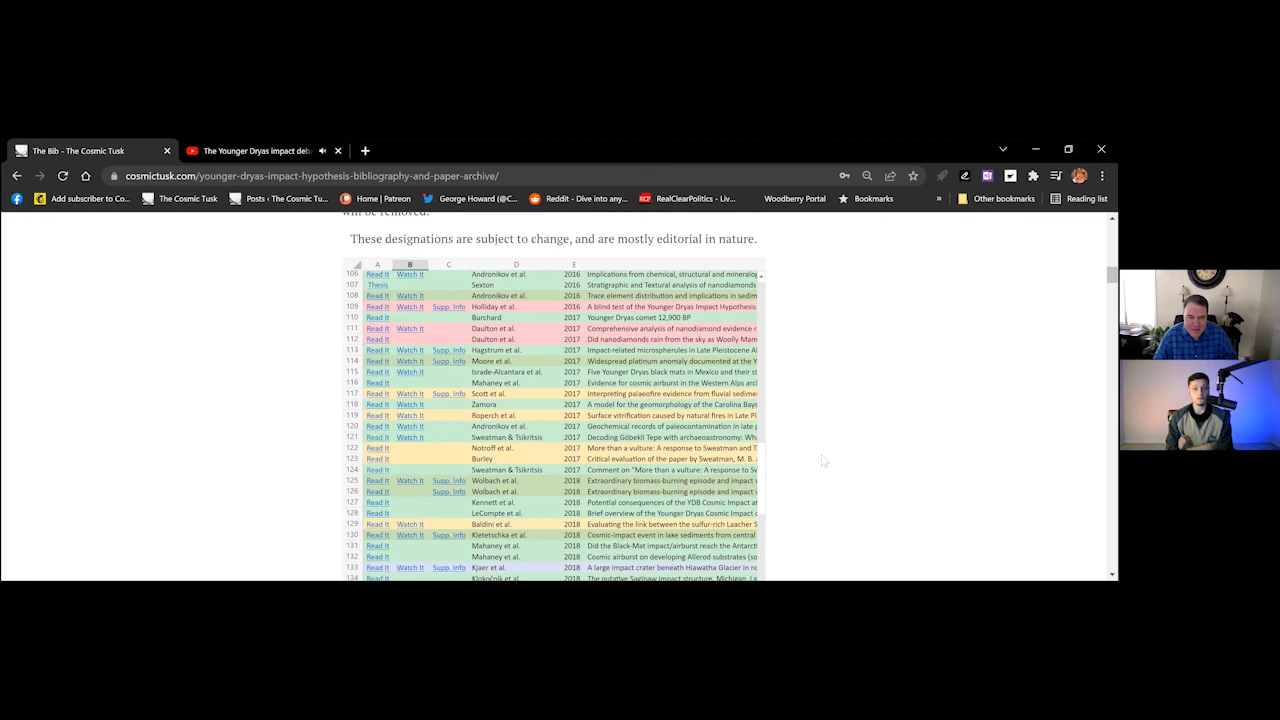 The Bib - The Cosmic Tusk
The Younger Dryas impact deb
cosmictusk.com/younger-dryas-impact-hypothesis-bibliography-and-paper-archive/
Add subscriber to Co... The Cosmic Tusk Posts ‹ The Cosmic Tu... Home | Patreon George Howard (@C... Reddit - Dive into any... RCP RealClearPolitics - Liv... Woodberry Portal Bookmarks » Other bookmarks Reading list
will be removed.
These designations are subject to change, and are mostly editorial in nature.
A B C D E
106 Read It Watch It Andronikov et al. 2016 Implications from chemical, structural and mineralog
107 Thesis Sexton 2016 Stratigraphic and Textural analysis of nanodiamonds
108 Read It Watch It Andronikov et al. 2016 Trace element distribution and implications in sedim
109 Read It Watch It Supp. Info Holliday et al. 2016 A blind test of the Younger Dryas Impact Hypothesis
110 Read It Burchard 2017 Younger Dryas comet 12,900 BP
111 Read It Watch It Daulton et al. 2017 Comprehensive analysis of nanodiamond evidence r
112 Read It Daulton et al. 2017 Did nanodiamonds rain from the sky as Woolly Mam
113 Read It Watch It Supp. Info Hagstrum et al. 2017 Impact-related microspherules in Late Pleistocene Al
114 Read It Watch It Supp. Info Moore et al. 2017 Widespread platinum anomaly documented at the Y
115 Read It Watch It Israde-Alcantara et al. 2017 Five Younger Dryas black mats in Mexico and their st
116 Read It Mahaney et al. 2017 Evidence for cosmic airburst in the Western Alps arc
117 Read It Watch It Supp. Info Scott et al. 2017 Interpreting palaeofire evidence from fluvial sedime
118 Read It Watch It Zamora 2017 A model for the geomorphology of the Carolina Bays
119 Read It Watch It Roperch et al. 2017 Surface vitrification caused by natural fires in Late Pl
120 Read It Watch It Andronikov et al. 2017 Geochemical records of paleocontamination in late p
121 Read It Watch It Sweatman & Tsikritsis 2017 Decoding Göbekli Tepe with archaeoastronomy: Wh
122 Read It Notroff et al. 2017 More than a vulture: A response to Sweatman and T
123 Read It Burley 2017 Critical evaluation of the paper by Sweatman, M. B.
124 Read It Sweatman & Tsikritsis 2017 Comment on "More than a vulture: A response to Sv
125 Read It Watch It Supp. Info Wolbach et al. 2018 Extraordinary biomass-burning episode and impact v
126 Read It Supp. Info Wolbach et al. 2018 Extraordinary biomass-burning episode and impact v
127 Read It Kennett et al. 2018 Potential consequences of the YDB Cosmic Impact at
128 Read It LeCompte et al. 2018 Brief overview of the Younger Dryas Cosmic Impact
129 Read It Watch It Baldini et al. 2018 Evaluating the link between the sulfur-rich Laacher S
130 Read It Watch It Supp. Info Kletetschka et al. 2018 Cosmic-Impact event in lake sediments from central
131 Read It Mahaney et al. 2018 Did the Black-Mat impact/airburst reach the Antarcti
132 Read It Mahaney et al. 2018 Cosmic airburst on developing Allerod substrates (so
133 Read It Watch It Supp. Info Kjaer et al. 2018 A large impact crater beneath Hiawatha Glacier in no
134 Read It Klokočník et al. 2018 The putative Saginaw impact structure, Michigan, La